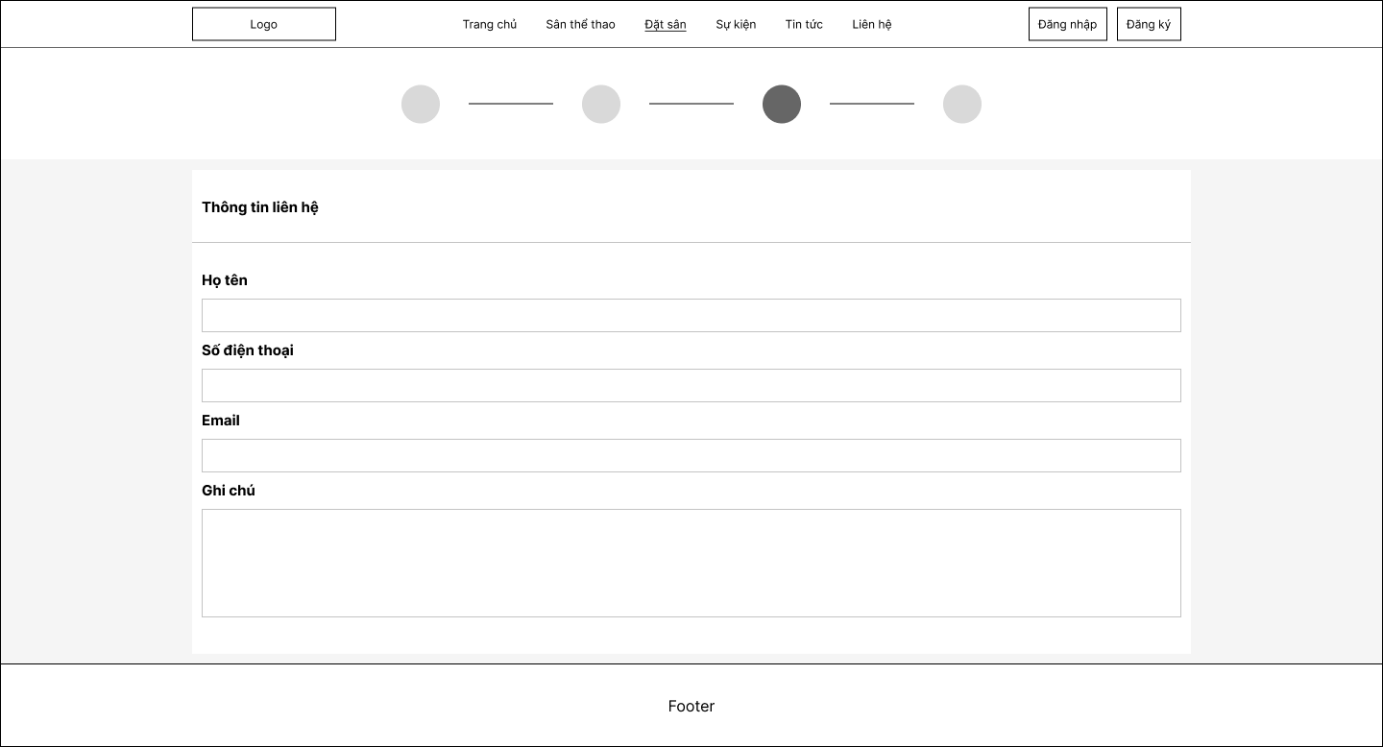 Logo
Trang chủ
Sân thể thao
Đặt sân
Sự kiện
Tin tức
Liên hệ
Đăng nhập
Đăng ký
Thông tin liên hệ
Họ tên
Số điện thoại
Email
Ghi chú
Footer